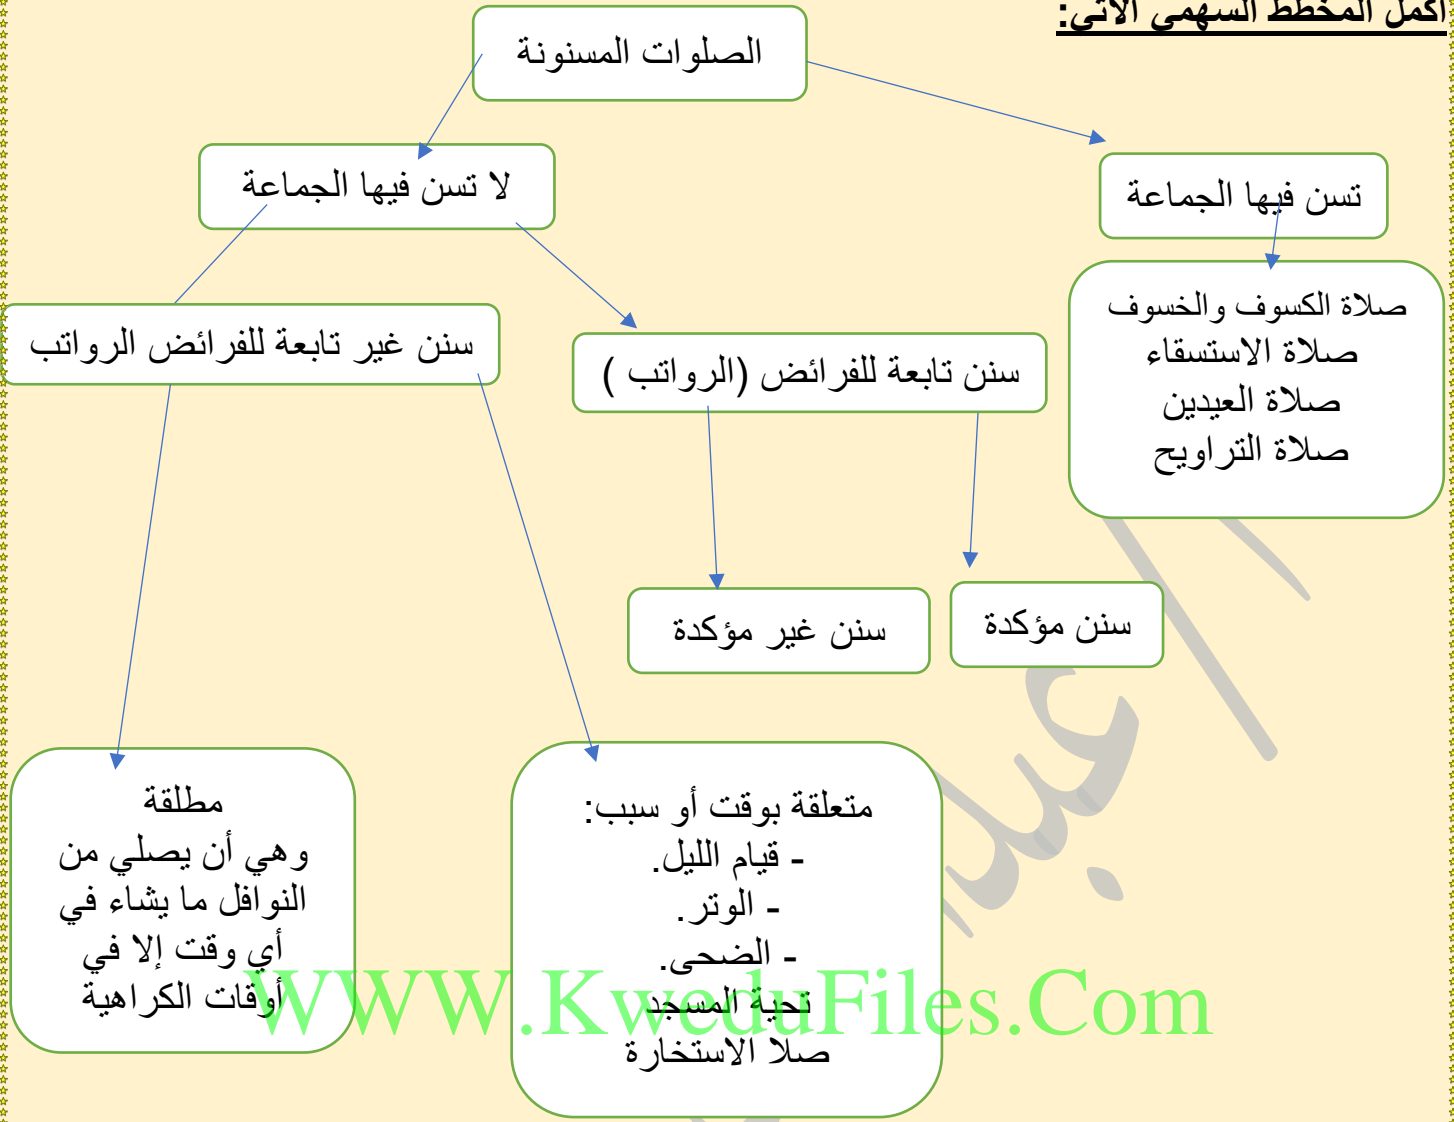 أكمل المخطط السهمي الآتي:
الصلوات المسنونة
تسن فيها الجماعة
لا تسن فيها الجماعة
صلاة الكسوف والخسوف
صلاة الاستسقاء
صلاة العيدين
صلاة التراويح
سنن تابعة للفرائض (الرواتب )
سنن غير تابعة للفرائض الرواتب
سنن مؤكدة
سنن غير مؤكدة
متعلقة بوقت أو سبب:
- قيام الليل.
- الوتر.
- الضحى.
تحية المسجد
صلا الاستخارة
مطلقة
وهي أن يصلي من
النوافل ما يشاء في
أي وقت إلا في
أوقات الكراهية
WWW.KweduFiles.Com